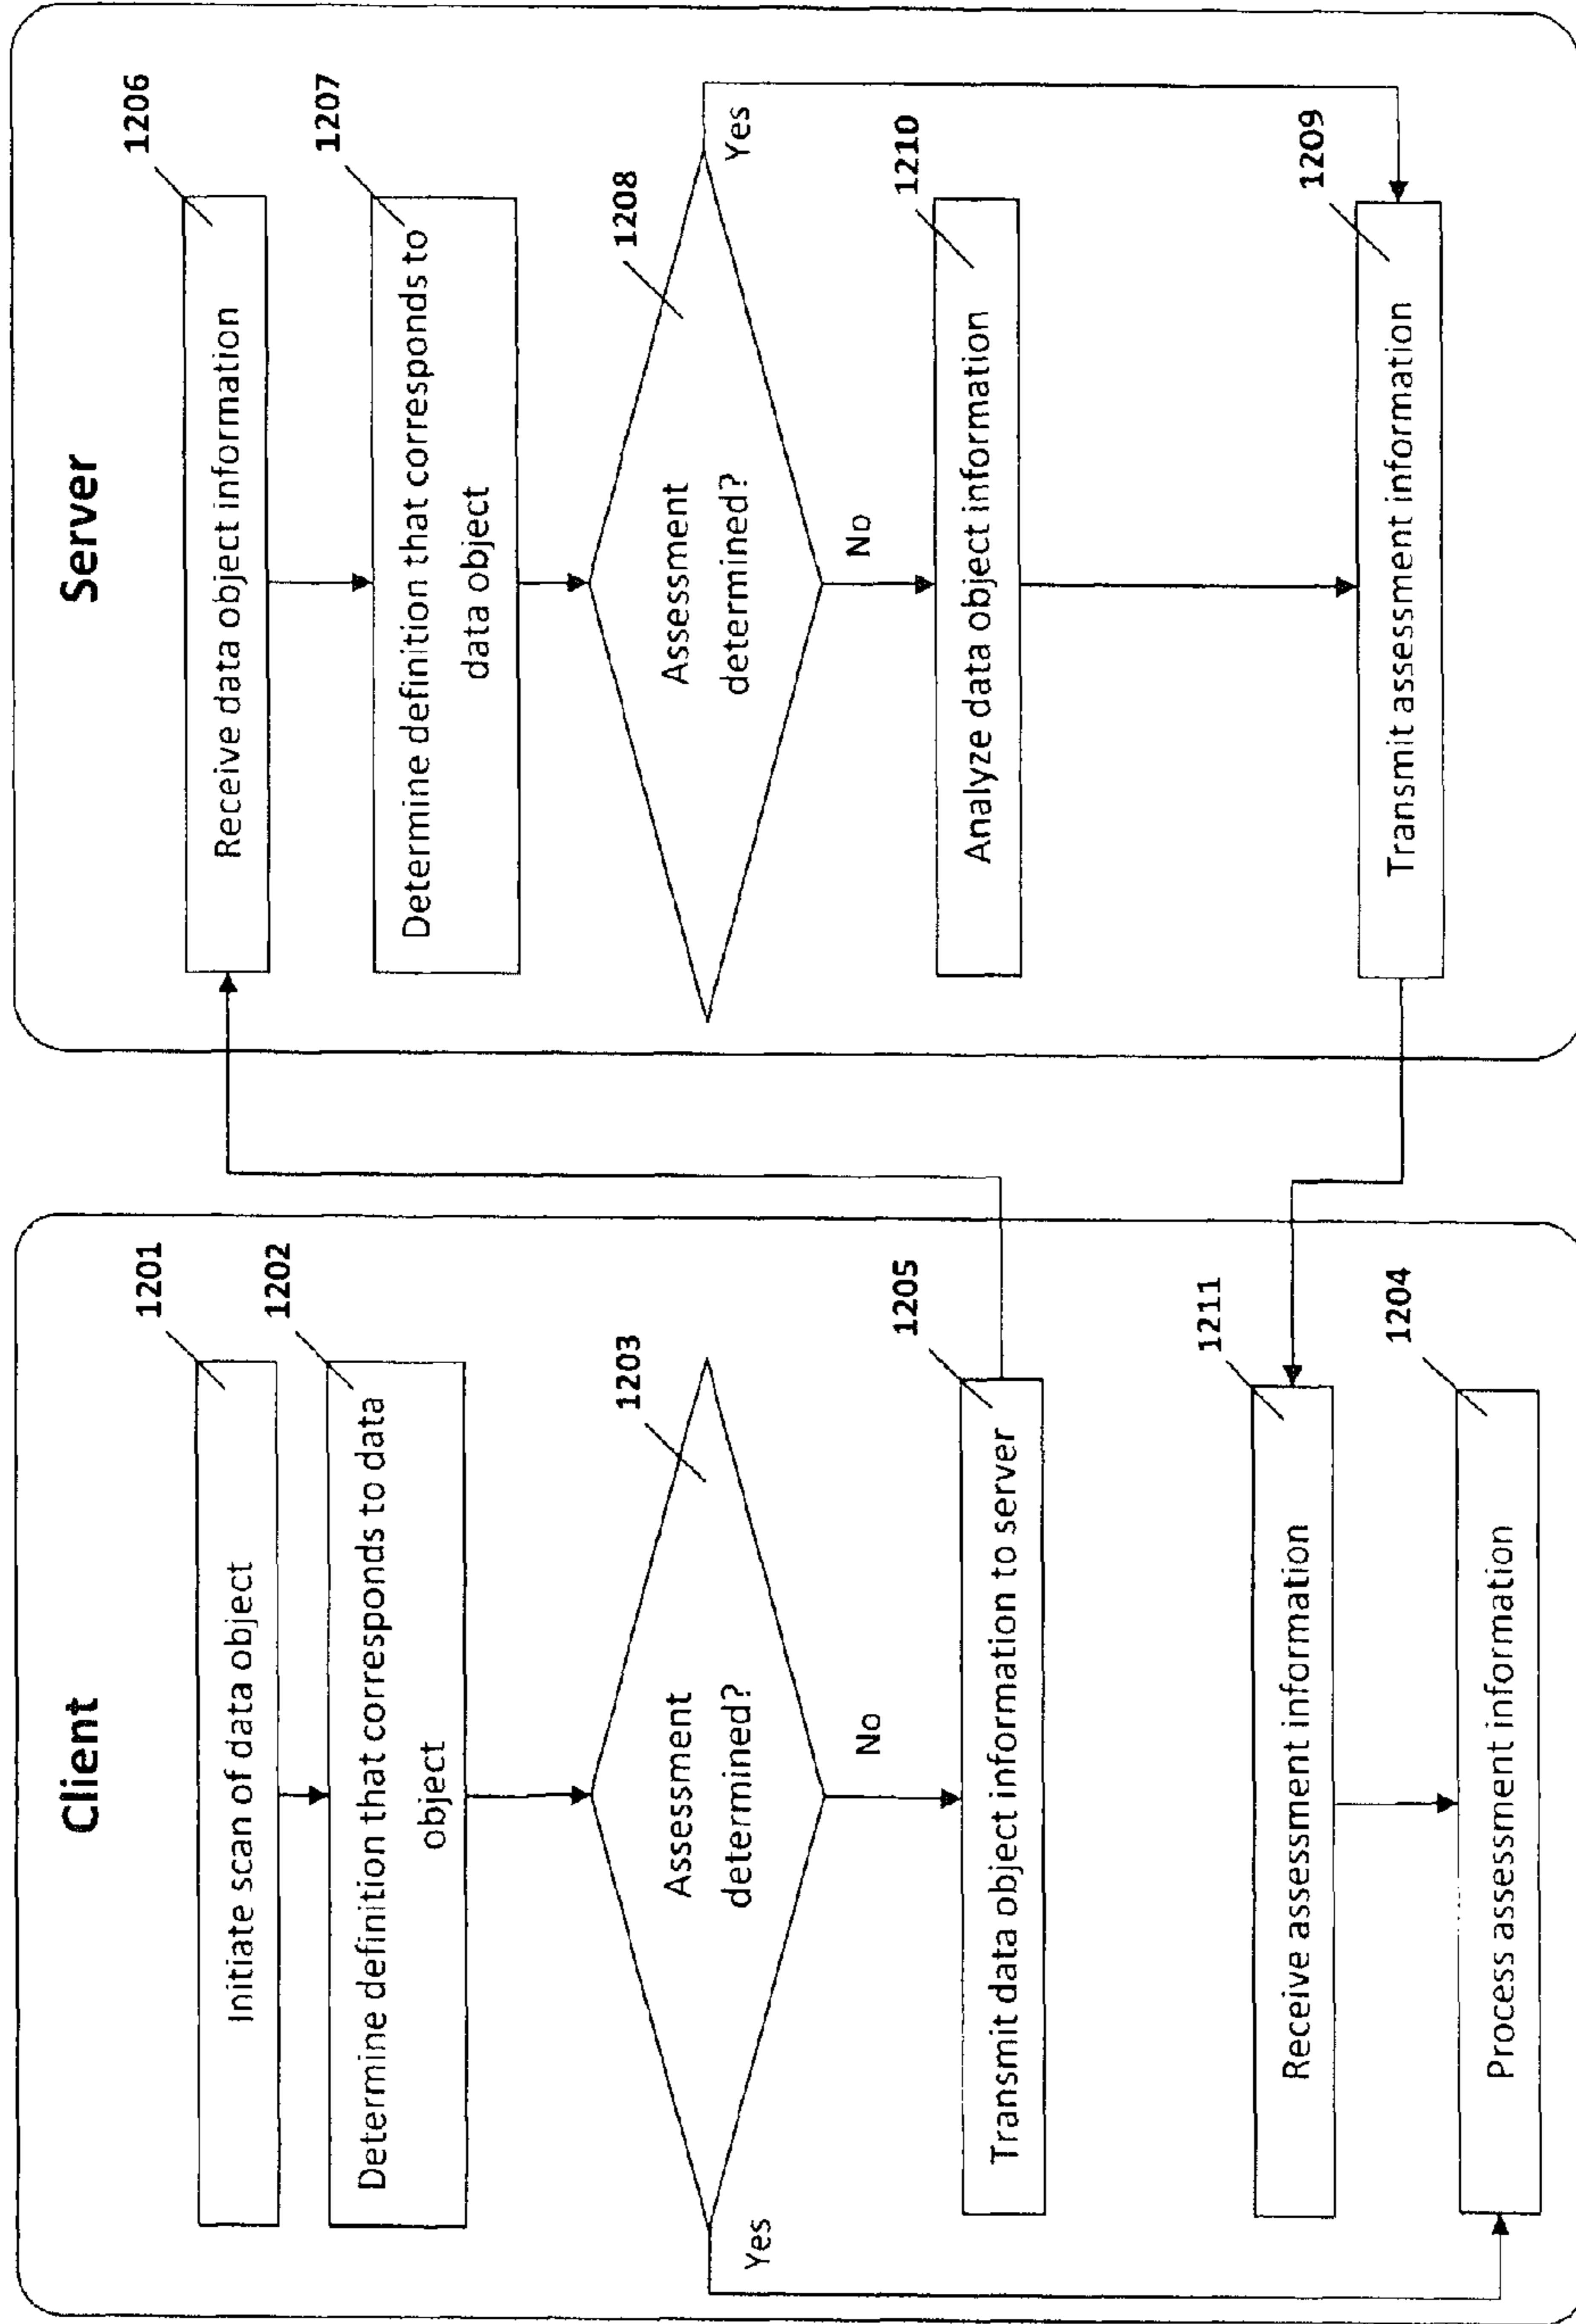 Client
1201
Initiate scan of data object
1202
Determine definition that corresponds to data
object
1203
Assessment
determined?
Yes
No
1205
Transmit data object information to server
1211
Receive assessment information
1204
Process assessment information
Server
1206
Receive data object information
1207
Determine definition that corresponds to
data object
1208
Assessment
determined?
Yes
No
1210
Analyze data object information
1209
Transmit assessment information